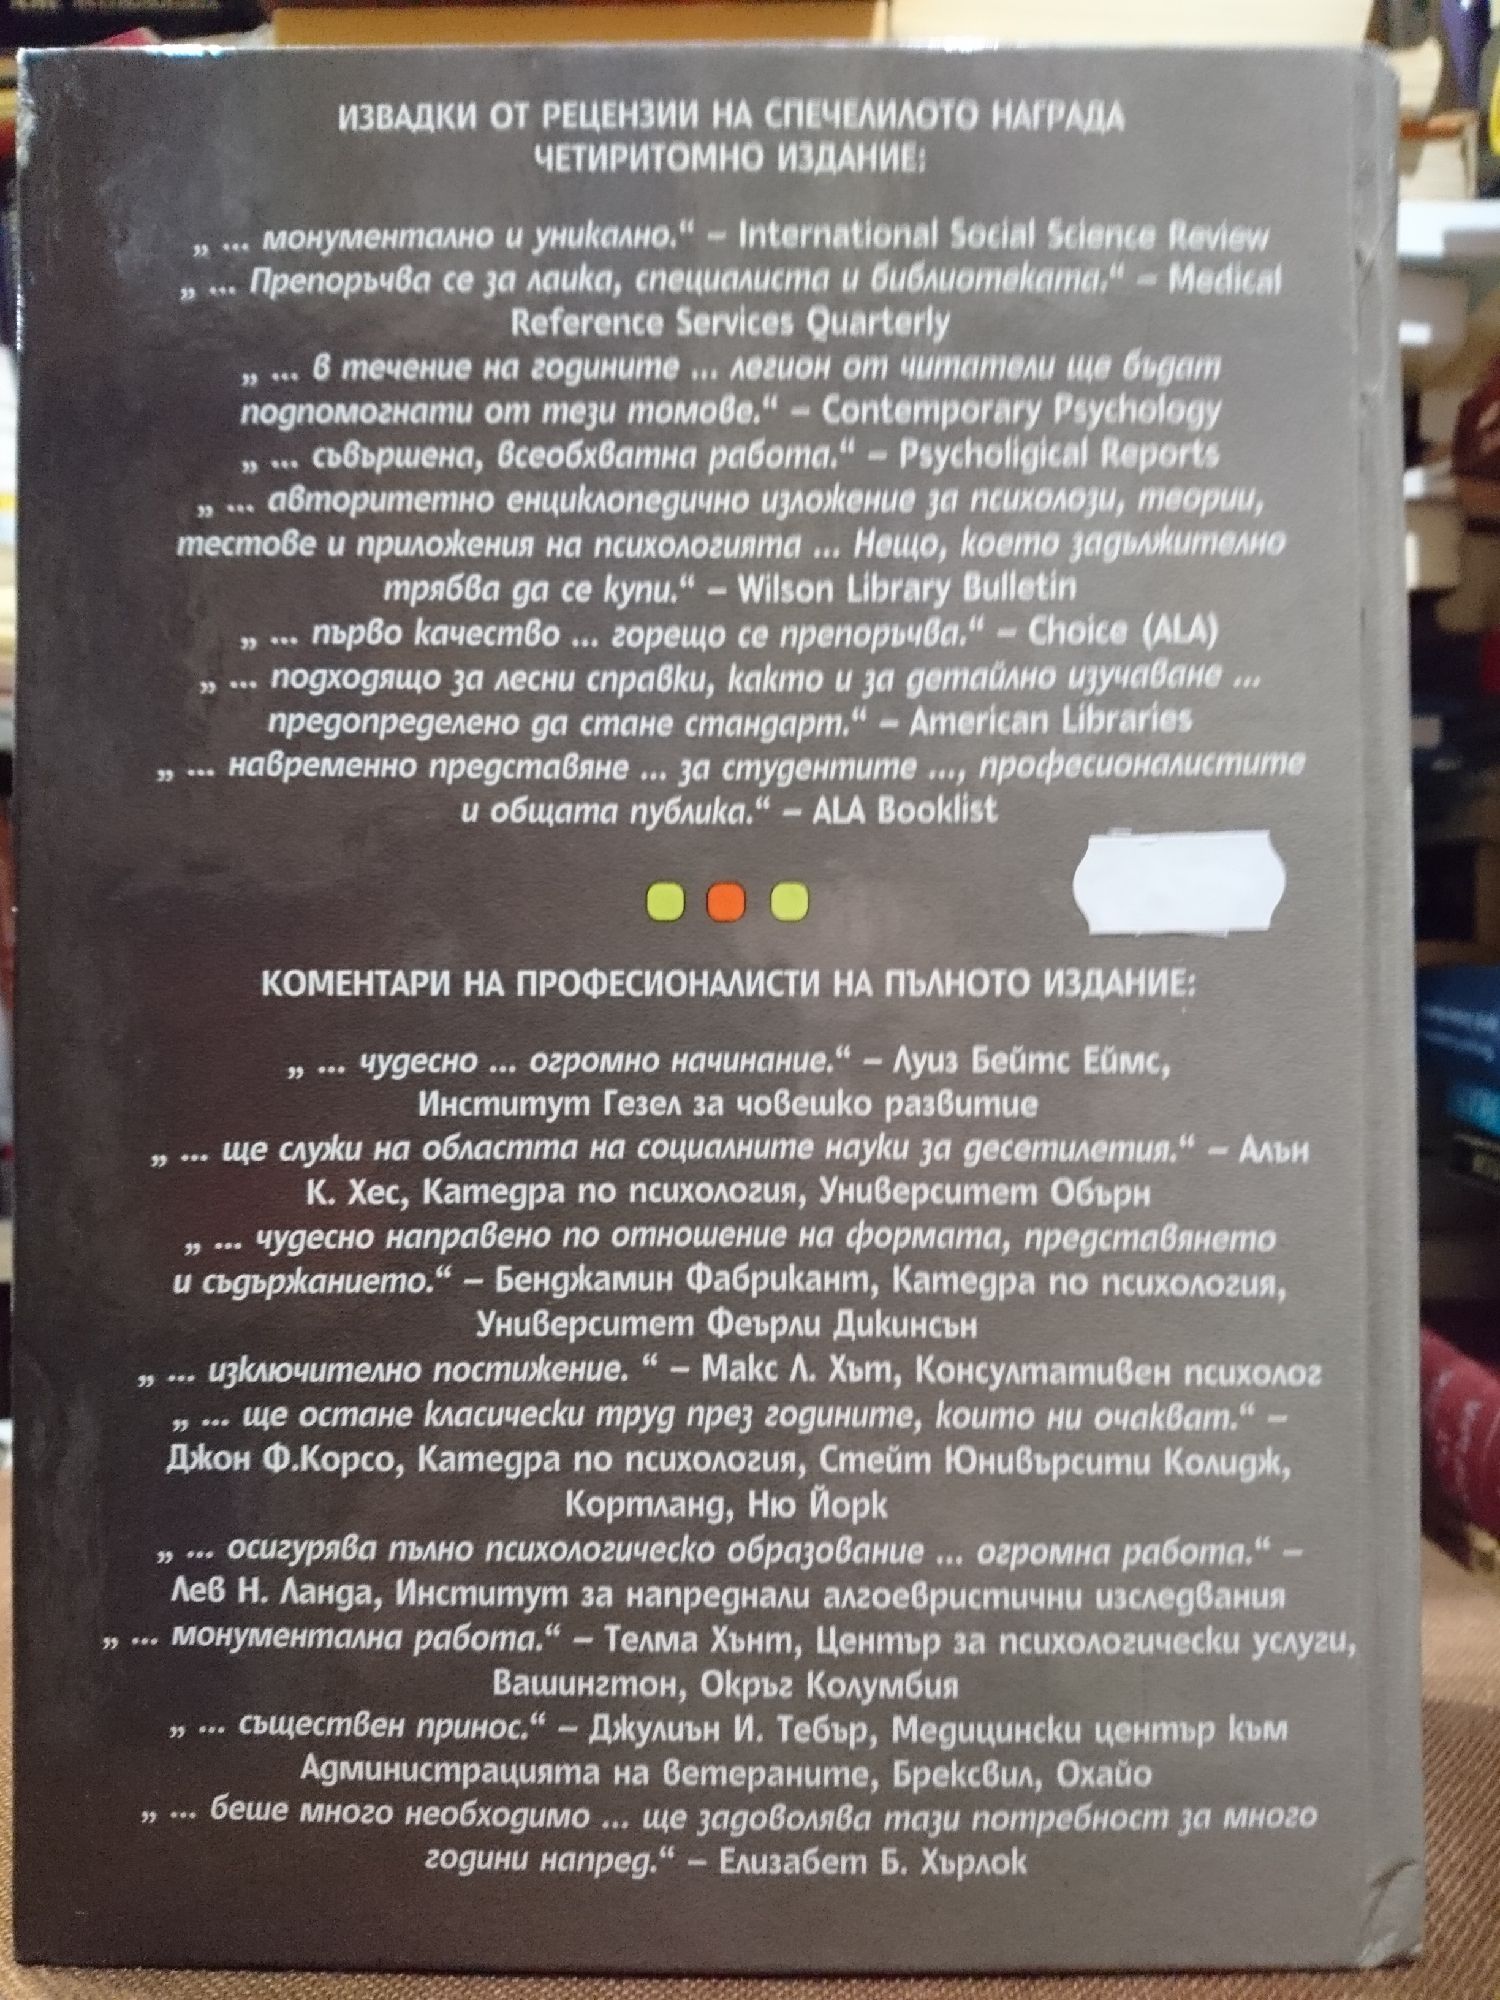 ИЗВАДКИ ОТ РЕЦЕНЗИИ НА СПЕЧЕЛИЛОТО НАГРАДА
ЧЕТИРИТОМНО ИЗДАНИЕ:
„ ... монументално и уникално.“ – International Social Science Review
„ ... Препоръчва се за лаика, специалиста и библиотеката.“ – Medical
Reference Services Quarterly
„ ... в течение на годините ... легион от читатели ще бъдат
подпомогнати от тези томове.“ – Contemporary Psychology
„ ... съвършена, всеобхватна работа.“ – Psycholigical Reports
„ ... авторитетно енциклопедично изложение за психолози, теории,
тестове и приложения на психологията ... Нещо, което задължително
трябва да се купи.“ – Wilson Library Bulletin
„ ... първо качество ... горещо се препоръчва.“ – Choice (ALA)
„ ... подходящо за лесни справки, както и за детайлно изучаване ...
предопределено да стане стандарт.“ – American Libraries
„ ... навременно представяне ... за студентите ..., професионалистите
и общата публика.“ – ALA Booklist
КОМЕНТАРИ НА ПРОФЕСИОНАЛИСТИ НА ПЪЛНОТО ИЗДАНИЕ:
„ ... чудесно ... огромно начинание.“ – Луиз Бейтс Еймс,
Институт Гезел за човешко развитие
„ ... ще служи на областта на социалните науки за десетилетия.“ – Алън
К. Хес, Катедра по психология, Университет Обърн
„ ... чудесно направено по отношение на формата, представянето
и съдържанието.“ – Бенджамин Фабрикант, Катедра по психология,
Университет Феърли Дикинсън
„ ... изключително постижение. “ – Макс Л. Хът, Консултативен психолог
„ ... ще остане класически труд през годините, които ни очакват.“ –
Джон Ф.Корсо, Катедра по психология, Стейт Юнивърсити Колидж,
Кортланд, Ню Йорк
„ ... осигурява пълно психологическо образование ... огромна работа.“ –
Лев Н. Ланда, Институт за напреднали алгоевристични изследвания
„ ... монументална работа.“ – Телма Хънт, Център за психологически услуги,
Вашингтон, Окръг Колумбия
„ ... съществен принос.“ – Джулиън И. Тебър, Медицински център към
Администрацията на ветераните, Брексвил, Охайо
„ ... беше много необходимо ... ще задоволява тази потребност за много
години напред.“ – Елизабет Б. Хърлок